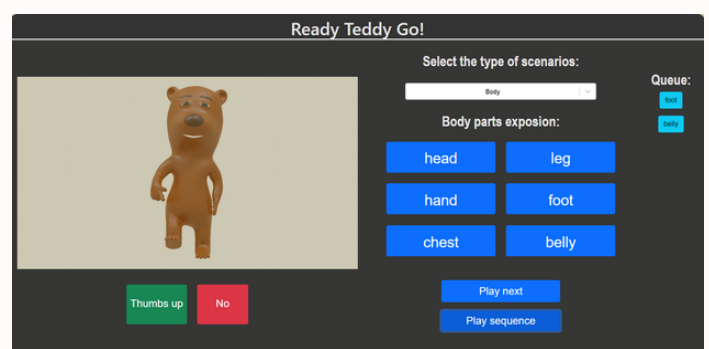 Ready Teddy Go!
Select the type of scenarios:
Body
Body parts exposion:
head
leg
hand
foot
chest
belly
Play next
Play sequence
Queue:
foot
belly
Thumbs up
No